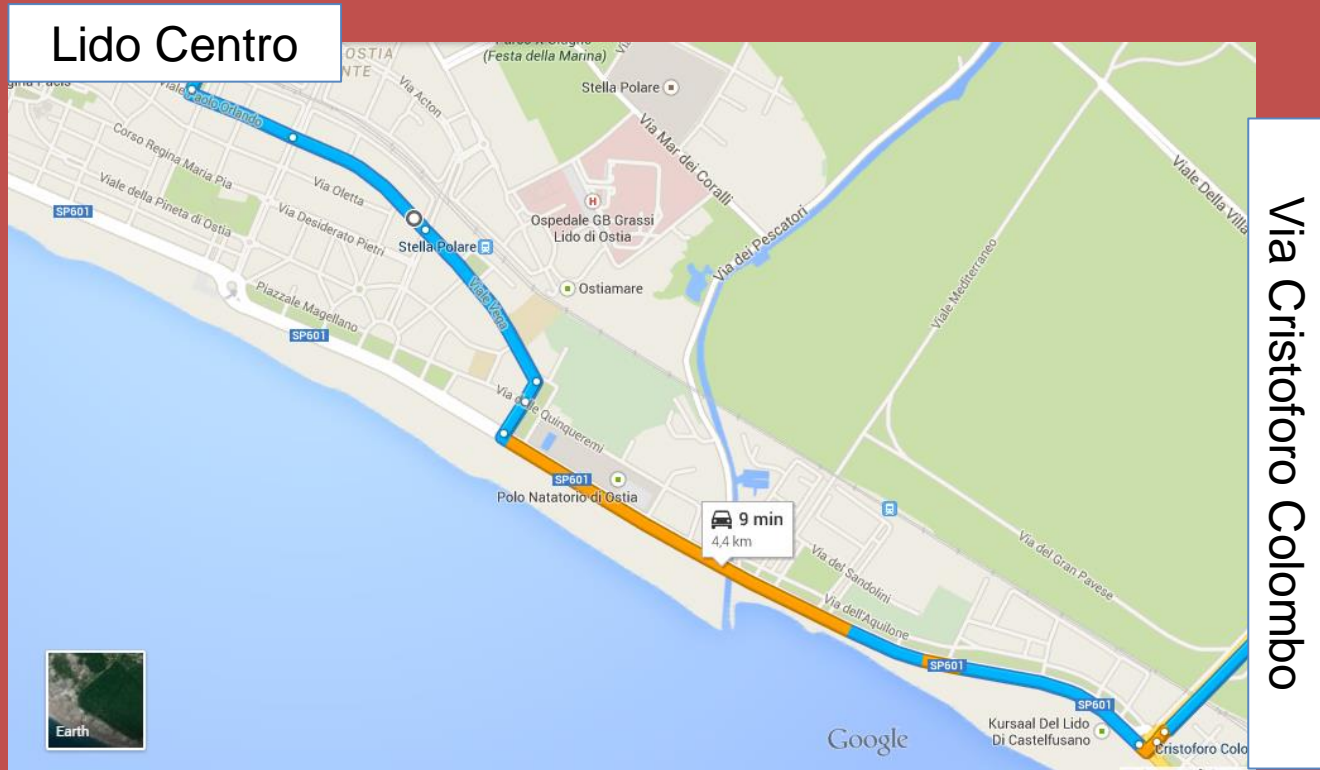 Lido Centro
OSTIA
NTE
(Festa della Marina)
Stella Polare
Via Acton
Viale Paolo Orlando
Via Mar dei Coralli
Corso Regina Maria Pia
Viale Della Villa
Via Oletta
Viale della Pineta di Ostia
SP601
Via Desiderato Pietri
H
Ospedale GB Grassi
Lido di Ostia
Stella Polare
Via dei Pescatori
Via Cristoforo Colombo
Ostiamare
Viale Vega
Viale Mediterraneo
Piazzale Magellano
SP601
Via delle Quinqueremi
SP601
Polo Natatorio di Ostia
9 min
4,4 km
Via del Gran Pavese
Via del Sandolini
Via dell'Aquilone
SP601
SP601
Kursaal Del Lido
Di Castelfusano
Earth
Google
Cristoforo Colo